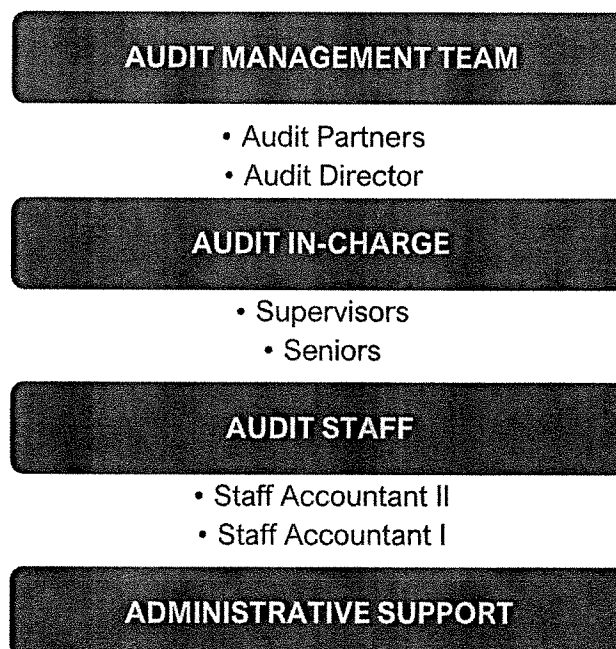 AUDIT MANAGEMENT TEAM
• Audit Partners
• Audit Director
AUDIT IN-CHARGE
• Supervisors
• Seniors
AUDIT STAFF
• Staff Accountant II
• Staff Accountant I
ADMINISTRATIVE SUPPORT